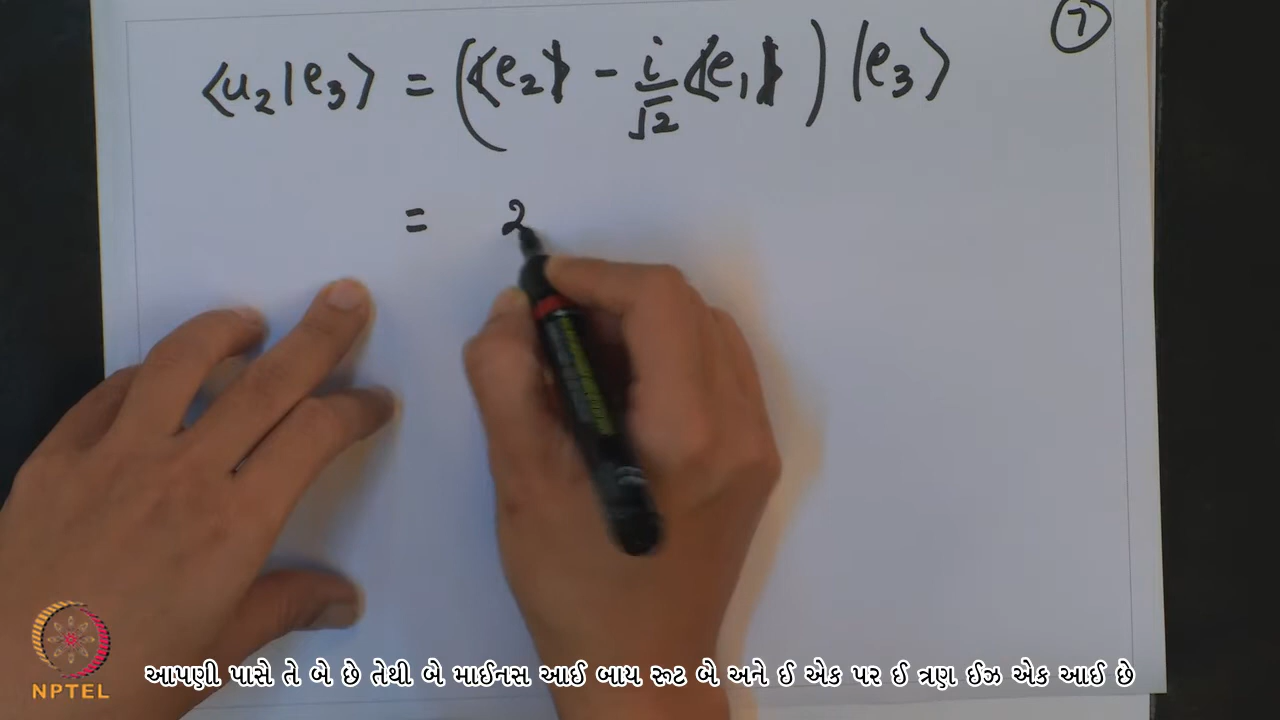 7
⟨u₂|e₃⟩ = (⟨e₂| - i/√2 ⟨e₁|) |e₃⟩
= 2
NPTEL
આપણી પાસે તે બે છે તેથી બે માઈનસ આઈ બાય રૂટ બે અને ઈ એક પર ઈ ત્રણ ઈઝ એક આઈ છે